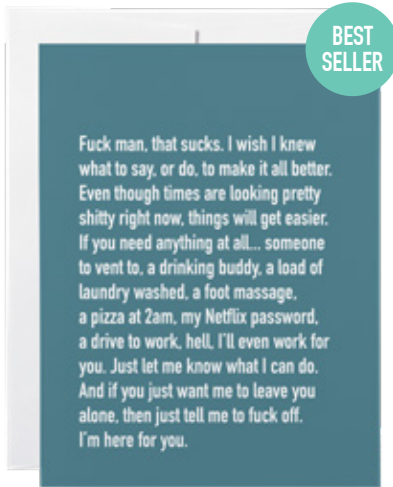 BEST
SELLER
Fuck man, that sucks. I wish I knew
what to say, or do, to make it all better.
Even though times are looking pretty
shitty right now, things will get easier.
If you need anything at all... someone
to vent to, a drinking buddy, a load of
laundry washed, a foot massage,
a pizza at 2am, my Netflix password,
a drive to work, hell, I'll even work for
you. Just let me know what I can do.
And if you just want me to leave you
alone, then just tell me to fuck off.
I'm here for you.